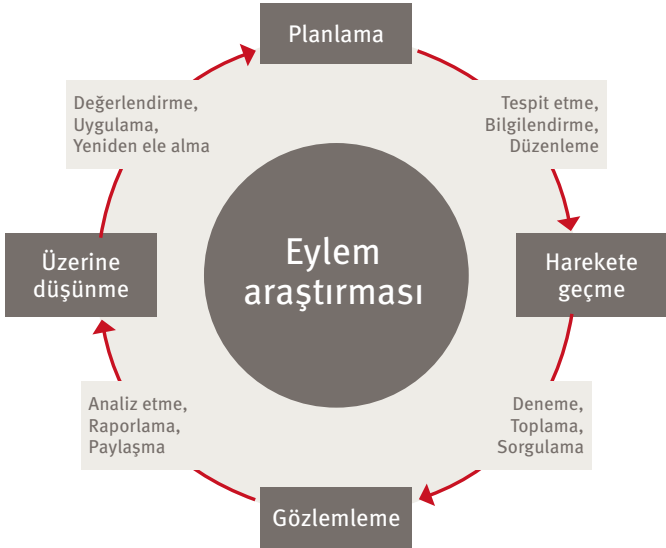 Planlama
Değerlendirme,
Uygulama,
Yeniden ele alma
Tespit etme,
Bilgilendirme,
Düzenleme
Üzerine
düşünme
Eylem
araştırması
Harekete
geçme
Analiz etme,
Raporlama,
Paylaşma
Deneme,
Toplama,
Sorgulama
Gözlemleme